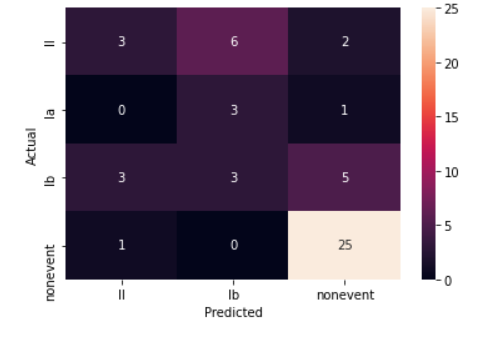 25
II 3 6 2
20
Ia 0 3 1
15
Actual
10
Ib 3 3 5
5
nonevent 1 0 25
0
II Ib nonevent
Predicted